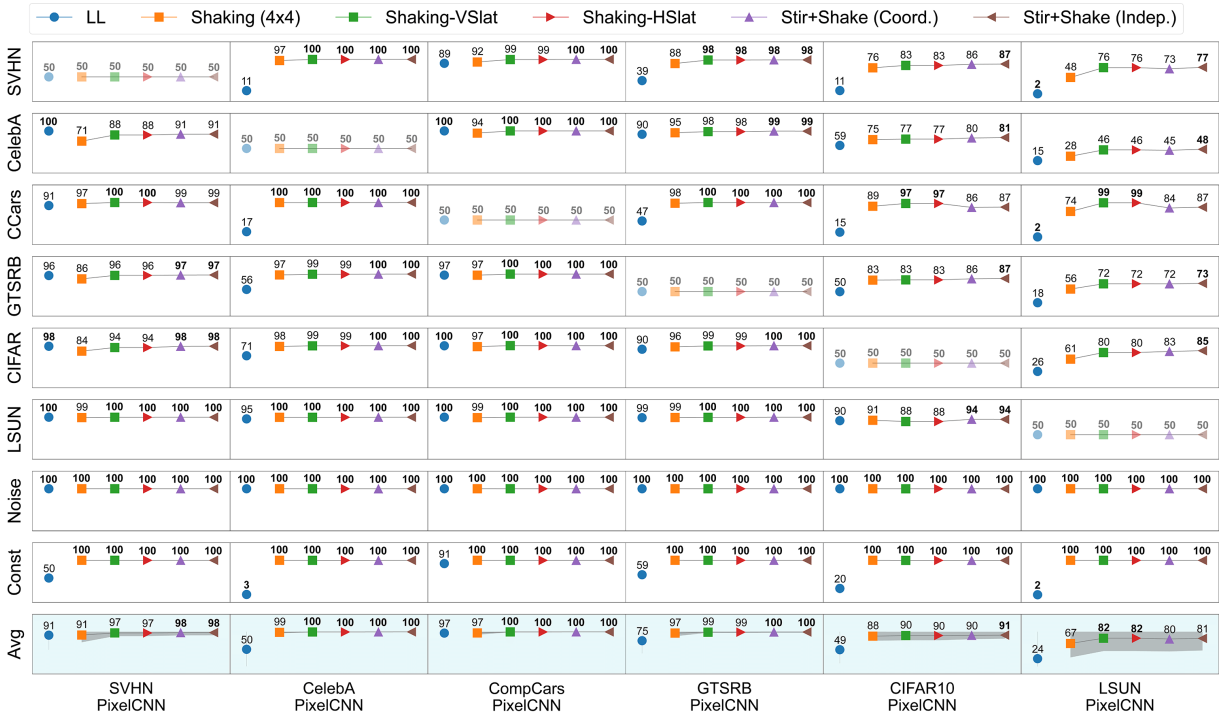 LL Shaking (4x4) Shaking-VSlat Shaking-HSlat Stir+Shake (Coord.) Stir+Shake (Indep.)
SVHN
50 50 50 50 50 50
11 97 100 100 100 100
89 92 99 99 100 100
39 88 98 98 98 98
11 76 83 83 86 87
2 48 76 76 73 77
CelebA
100 71 88 88 91 91
50 50 50 50 50 50
100 94 100 100 100 100
90 95 98 98 99 99
59 75 77 77 80 81
15 28 46 46 45 48
CCars
91 97 100 100 99 99
17 100 100 100 100 100
50 50 50 50 50 50
47 98 100 100 100 100
15 89 97 97 86 87
2 74 99 99 84 87
GTSRB
96 86 96 96 97 97
56 97 99 99 100 100
97 97 100 100 100 100
50 50 50 50 50 50
50 83 83 83 86 87
18 56 72 72 72 73
CIFAR
98 84 94 94 98 98
71 98 99 99 100 100
100 97 100 100 100 100
90 96 99 99 100 100
50 50 50 50 50 50
26 61 80 80 83 85
LSUN
100 99 100 100 100 100
95 100 100 100 100 100
100 99 100 100 100 100
99 99 100 100 100 100
90 91 88 88 94 94
50 50 50 50 50 50
Noise
100 100 100 100 100 100
100 100 100 100 100 100
100 100 100 100 100 100
100 100 100 100 100 100
100 100 100 100 100 100
100 100 100 100 100 100
Const
50 100 100 100 100 100
3 100 100 100 100 100
91 100 100 100 100 100
59 100 100 100 100 100
20 100 100 100 100 100
2 100 100 100 100 100
Avg
91 91 97 97 98 98
50 99 100 100 100 100
97 97 100 100 100 100
75 97 99 99 100 100
49 88 90 90 90 91
24 67 82 82 80 81
SVHN CelebA CompCars GTSRB CIFAR10 LSUN
PixelCNN PixelCNN PixelCNN PixelCNN PixelCNN PixelCNN